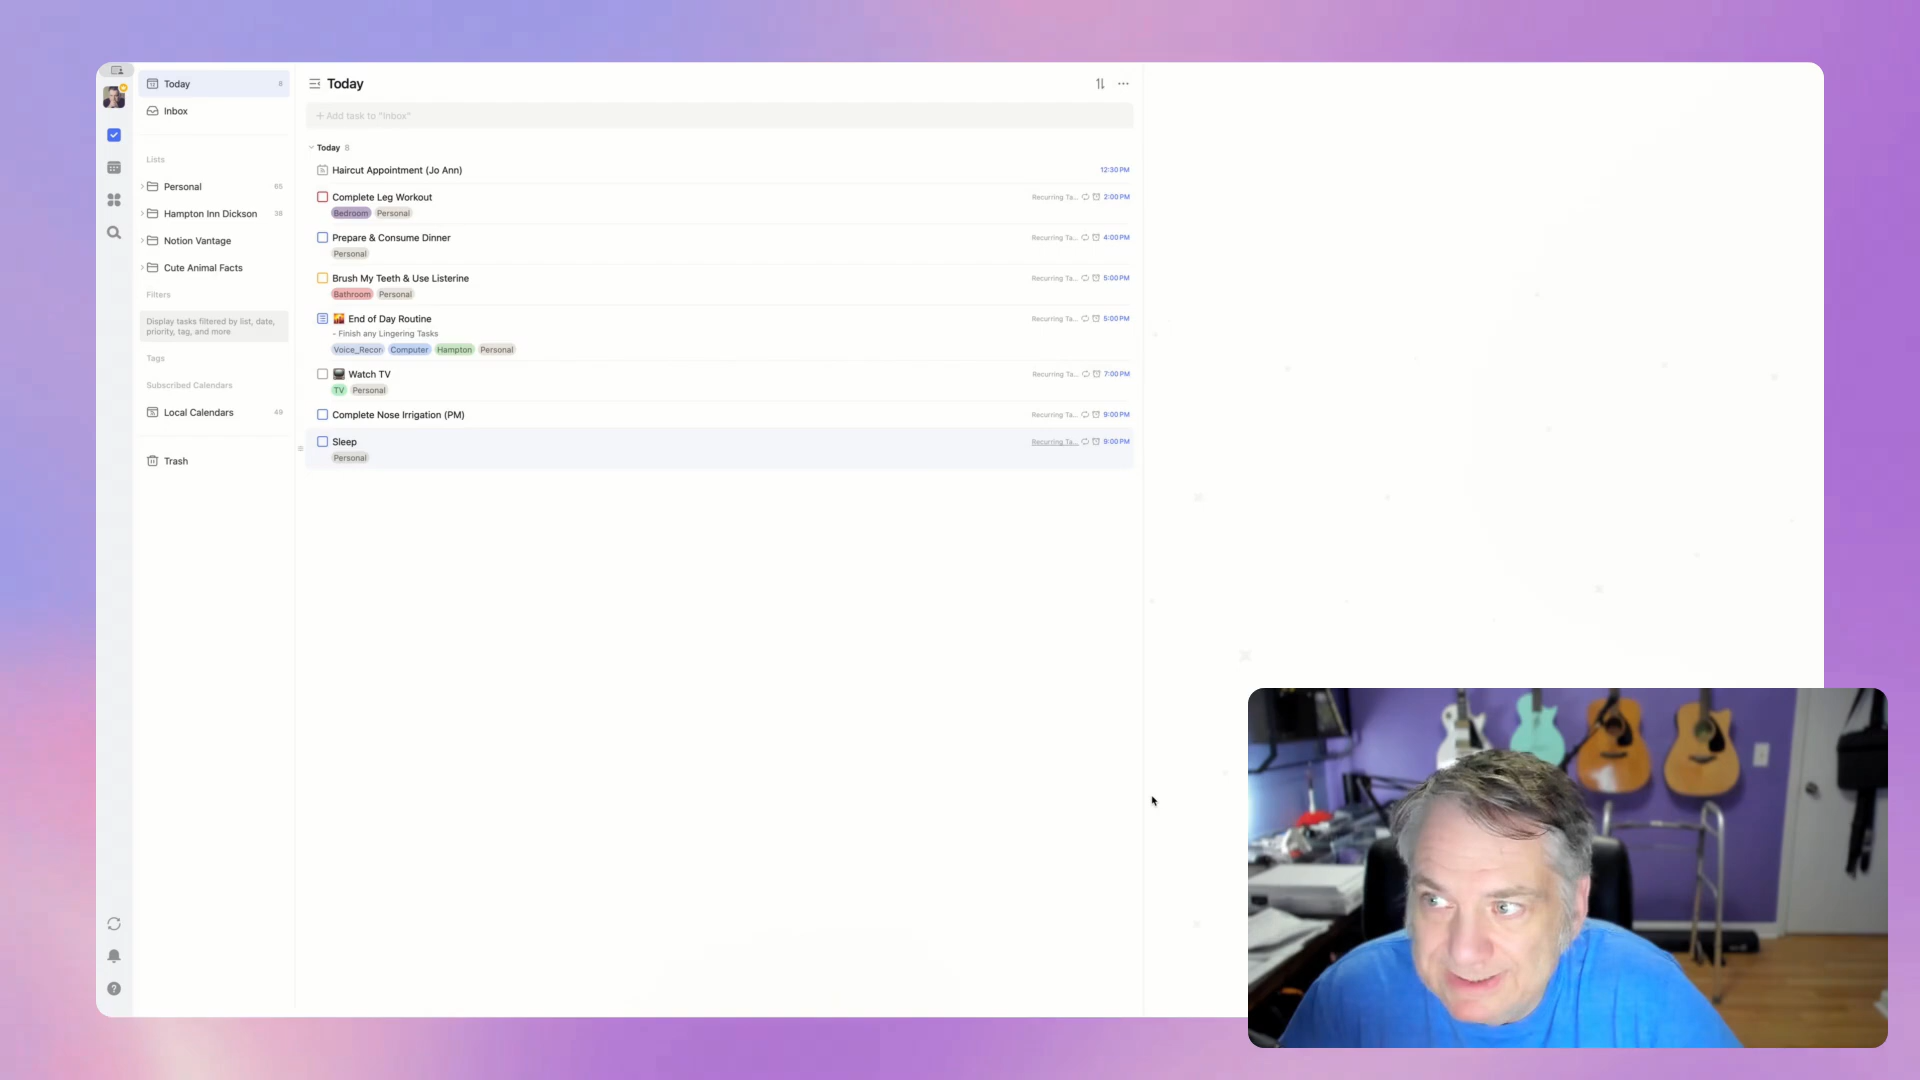 Today 8
Inbox
Lists
Personal 65
Hampton Inn Dickson 38
Notion Vantage
Cute Animal Facts
Filters
Display tasks filtered by list, date,
priority, tag, and more
Tags
Subscribed Calendars
Local Calendars 49
Trash
Today
+ Add task to "Inbox"
Today 8
Haircut Appointment (Jo Ann) 12:30 PM
Complete Leg Workout Recurring Ta... 2:00 PM
Bedroom Personal
Prepare & Consume Dinner Recurring Ta... 4:00 PM
Personal
Brush My Teeth & Use Listerine Recurring Ta... 5:00 PM
Bathroom Personal
End of Day Routine Recurring Ta... 5:00 PM
- Finish any Lingering Tasks
Voice_Recor Computer Hampton Personal
Watch TV Recurring Ta... 7:00 PM
TV Personal
Complete Nose Irrigation (PM) Recurring Ta... 9:00 PM
Sleep Recurring Ta... 9:00 PM
Personal